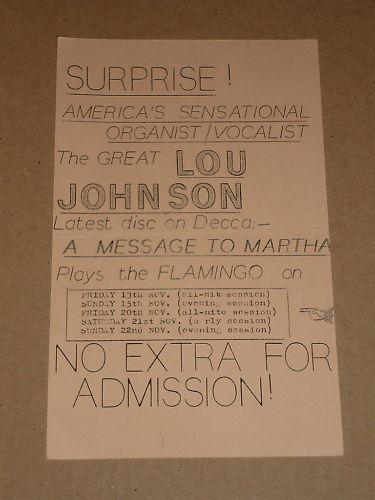 SURPRISE!
AMERICA'S SENSATIONAL
ORGANIST/VOCALIST
The GREAT LOU
JOHNSON
Latest disc on Decca;—
A MESSAGE TO MARTHA
Plays the FLAMINGO on
FRIDAY 13th NOV. (all-nite session)
SUNDAY 15th NOV. (evening session)
FRIDAY 20th NOV. (all-nite session)
SATURDAY 21st NOV. (e rly session)
SUNDAY 22nd NOV. (evening session)
NO EXTRA FOR
ADMISSION!